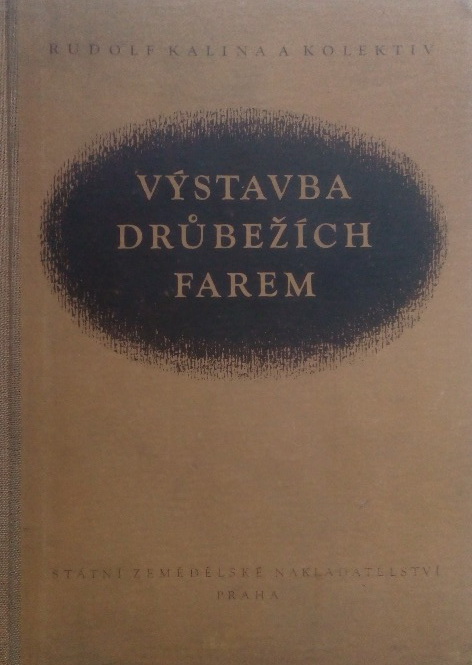 RUDOLF KALINA A KOLEKTIV
VÝSTAVBA
DRŮBEŽÍCH
FAREM
STÁTNÍ ZEMĚDĚLSKÉ NAKLADATELSTVÍ
PRAHA